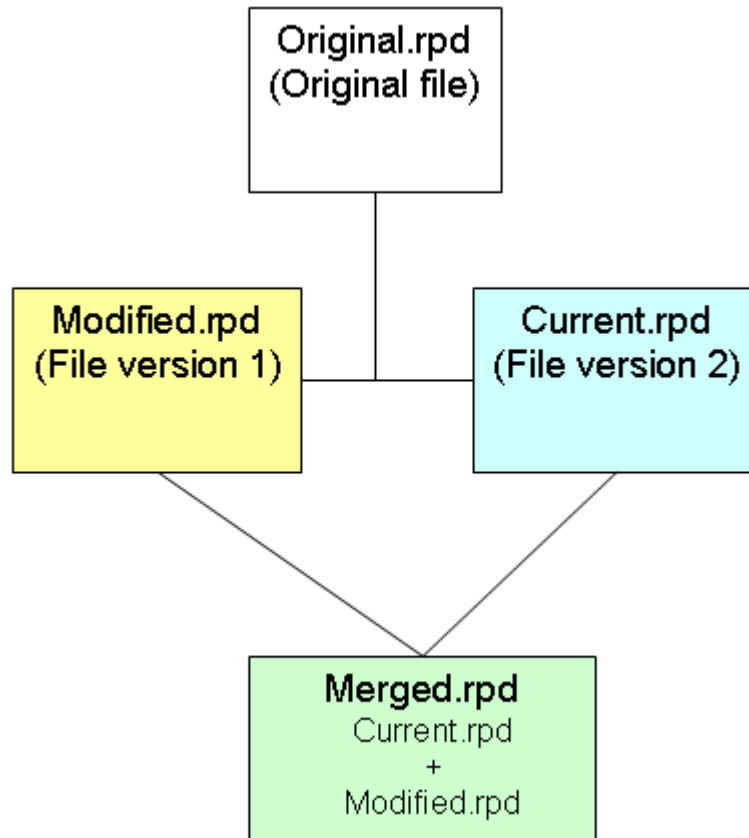 Original.rpd
(Original file)
Modified.rpd
(File version 1)
Current.rpd
(File version 2)
Merged.rpd
Current.rpd
+
Modified.rpd